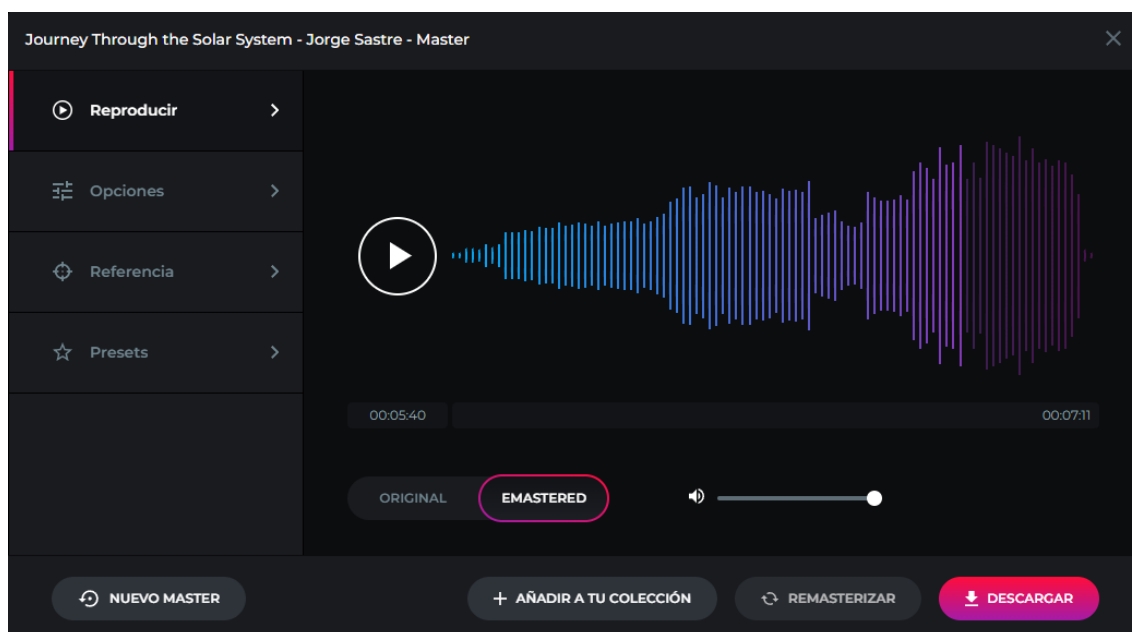 Journey Through the Solar System - Jorge Sastre - Master
Reproducir
Opciones
Referencia
Presets
00:05:40
00:07:11
ORIGINAL
EMASTERED
NUEVO MASTER
AÑADIR A TU COLECCIÓN
REMASTERIZAR
DESCARGAR